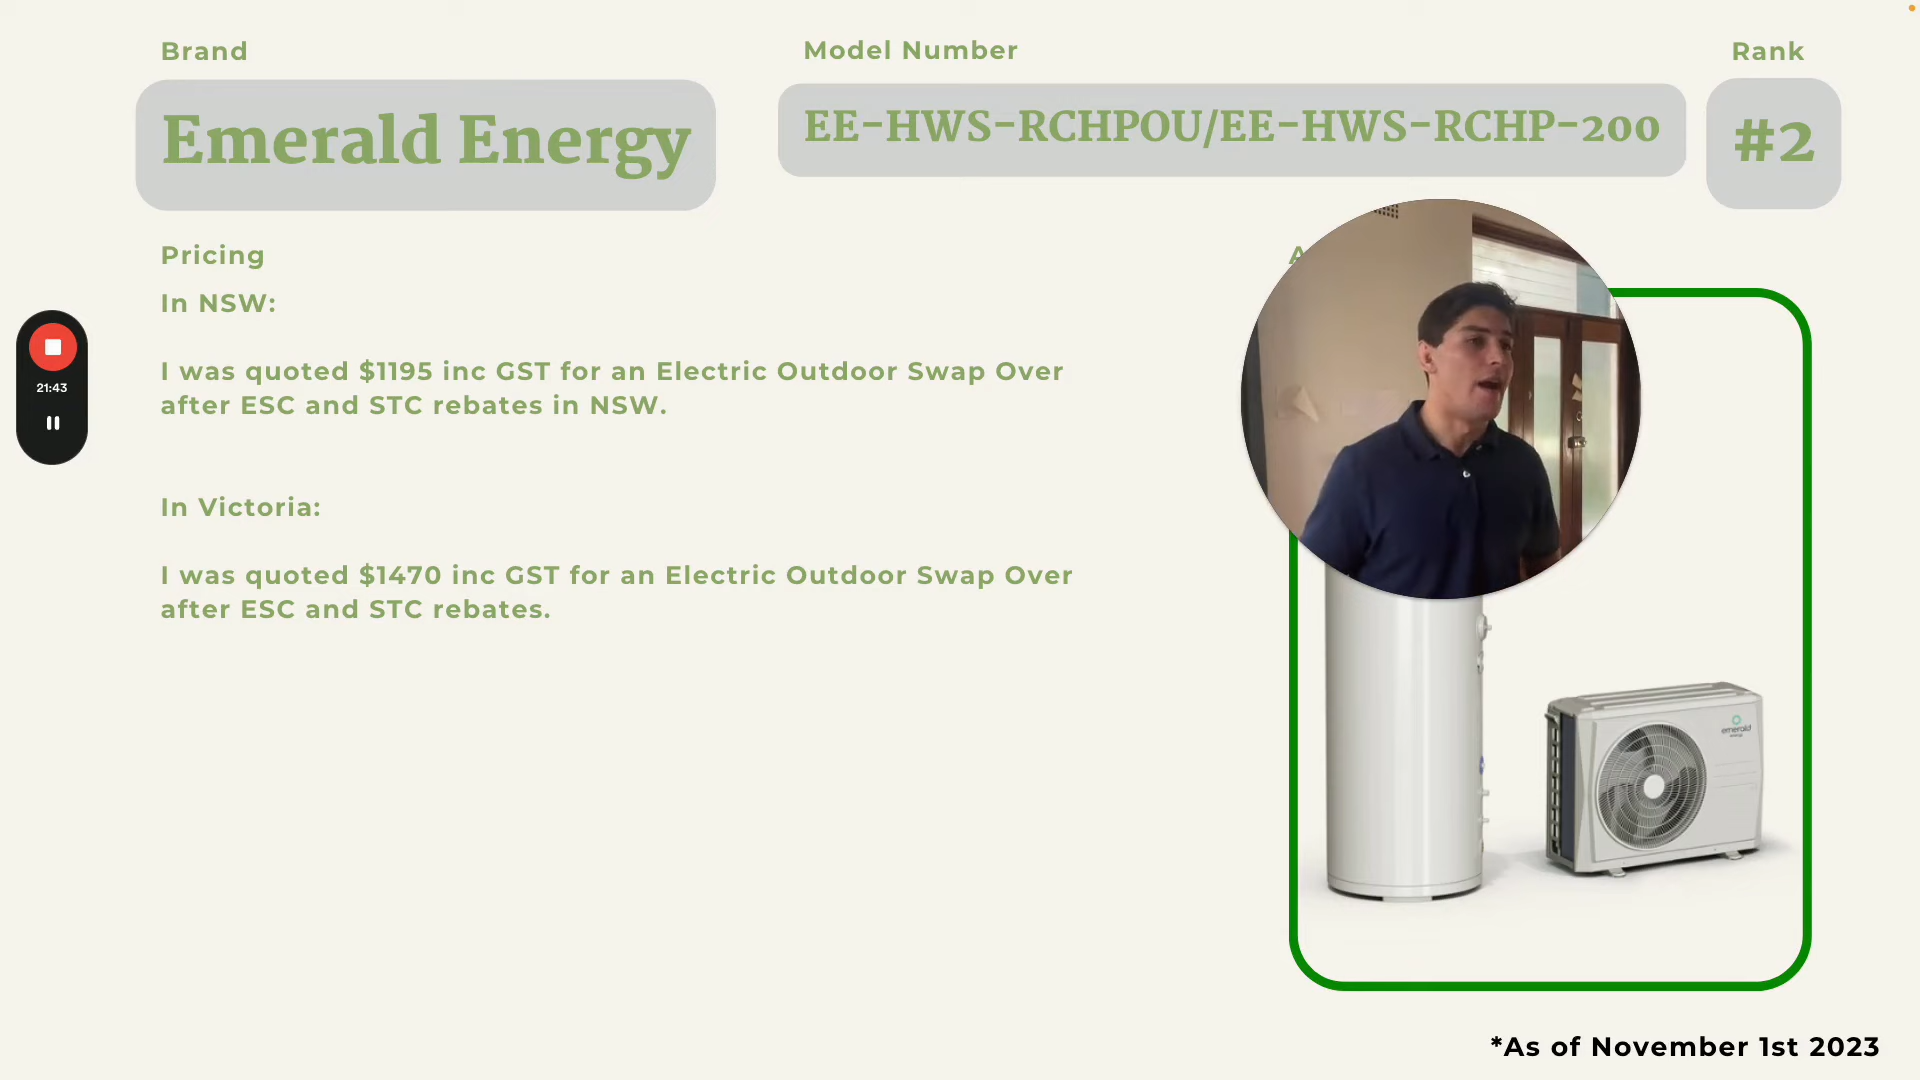 Brand
Model Number
Rank
Emerald Energy
EE-HWS-RCHPOU/EE-HWS-RCHP-200
#2
Pricing
In NSW:
I was quoted $1195 inc GST for an Electric Outdoor Swap Over
after ESC and STC rebates in NSW.
In Victoria:
I was quoted $1470 inc GST for an Electric Outdoor Swap Over
after ESC and STC rebates.
21:43
emerald
energy
*As of November 1st 2023